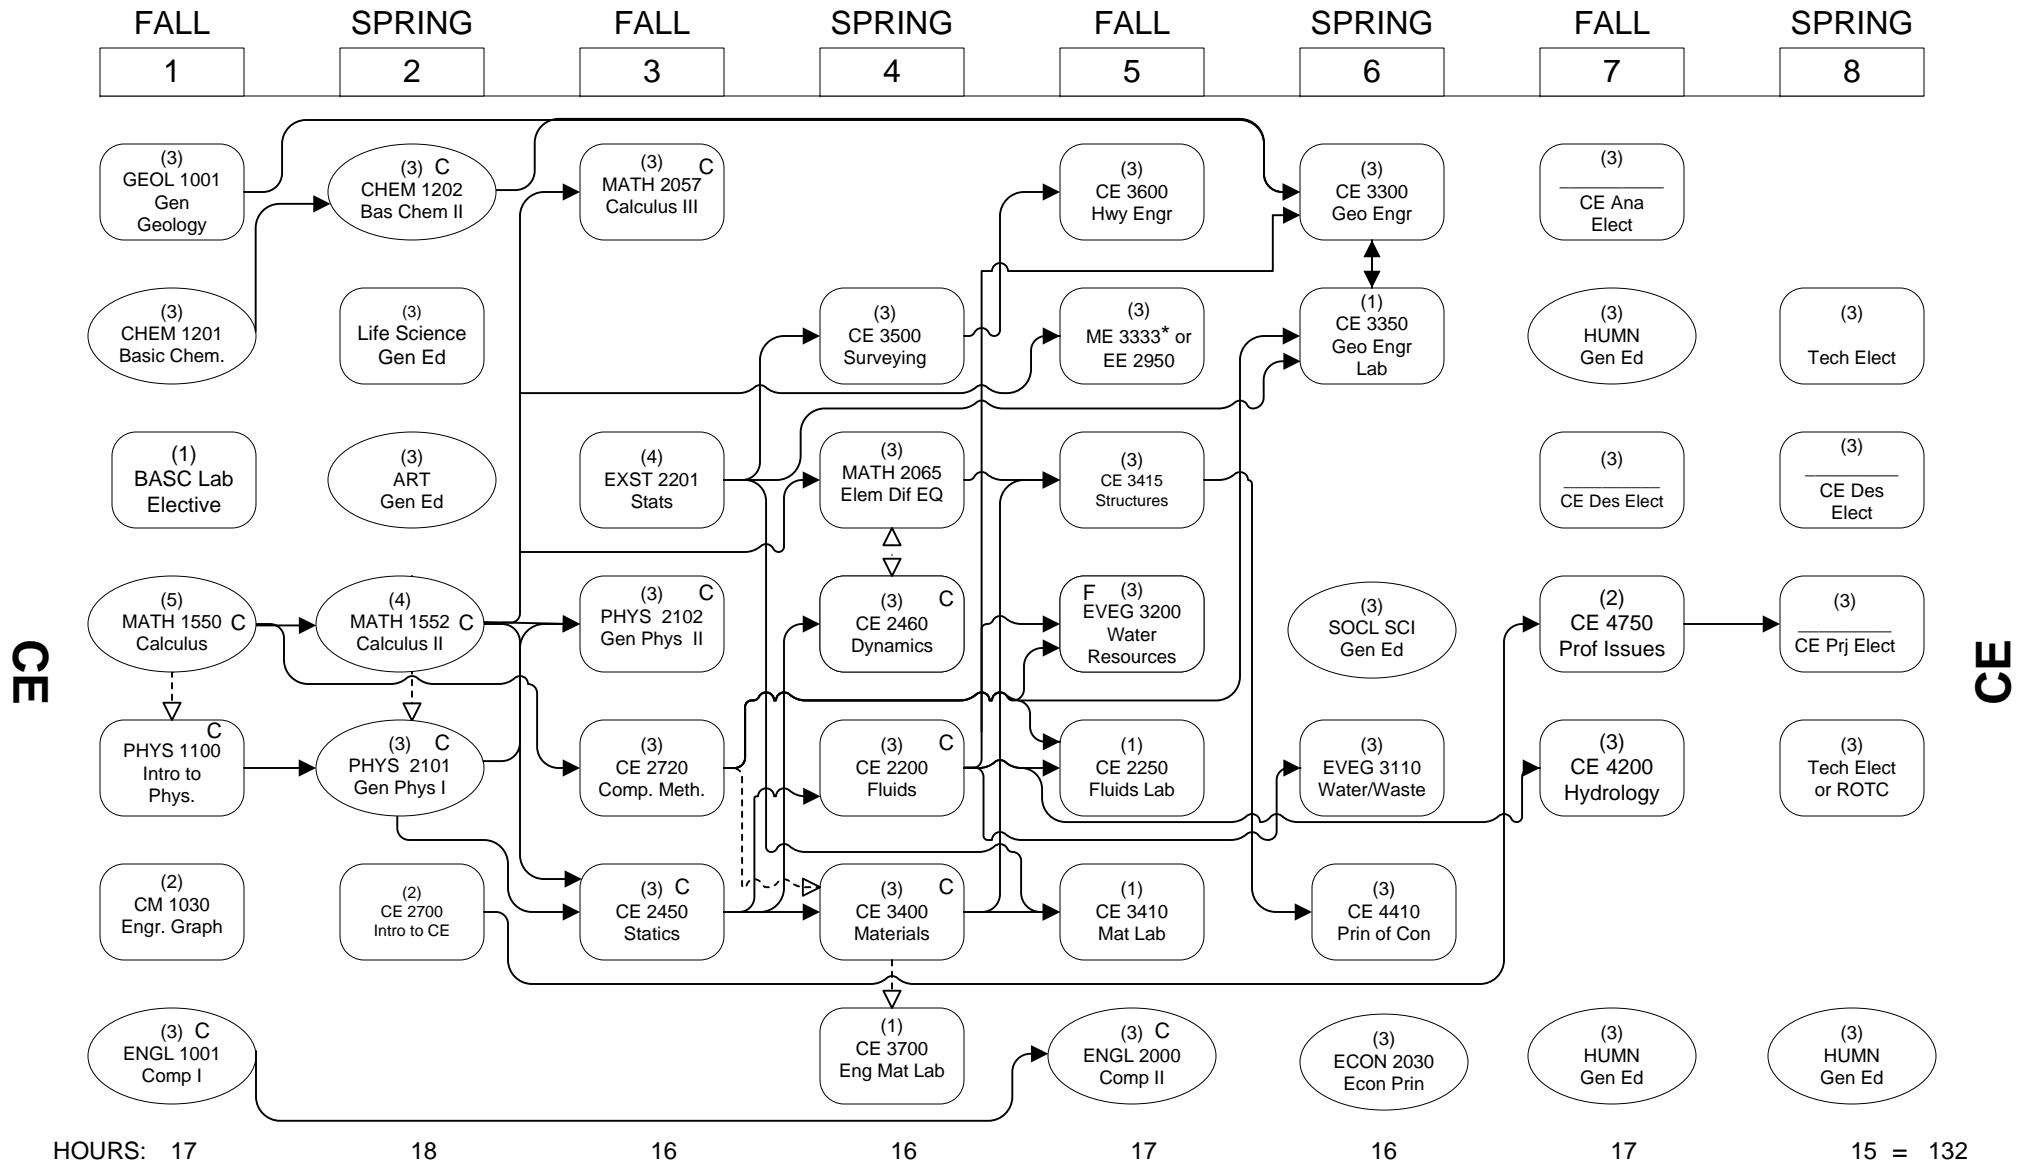 FALL
SPRING
FALL
SPRING
FALL
SPRING
FALL
SPRING
1
2
3
4
5
6
7
8
(3)
GEOL 1001
Gen
Geology
(3) C
CHEM 1202
Bas Chem II
(3) C
MATH 2057
Calculus III
(3)
CE 3600
Hwy Engr
(3)
CE 3300
Geo Engr
(3)
__________
CE Ana
Elect
(3)
CHEM 1201
Basic Chem.
(3)
Life Science
Gen Ed
(3)
CE 3500
Surveying
(3)
ME 3333* or
EE 2950
(1)
CE 3350
Geo Engr
Lab
(3)
HUMN
Gen Ed
(3)
Tech Elect
(1)
BASC Lab
Elective
(3)
ART
Gen Ed
(4)
EXST 2201
Stats
(3)
MATH 2065
Elem Dif EQ
(3)
CE 3415
Structures
(3)
__________
CE Des Elect
(3)
__________
CE Des
Elect
(5)
MATH 1550 C
Calculus
(4)
MATH 1552 C
Calculus II
(3) C
PHYS 2102
Gen Phys II
(3) C
CE 2460
Dynamics
F (3)
EVEG 3200
Water
Resources
(3)
SOCL SCI
Gen Ed
(2)
CE 4750
Prof Issues
(3)
__________
CE Prj Elect
CE
CE
C
PHYS 1100
Intro to
Phys.
(3) C
PHYS 2101
Gen Phys I
(3)
CE 2720
Comp. Meth.
(3) C
CE 2200
Fluids
(1)
CE 2250
Fluids Lab
(3)
EVEG 3110
Water/Waste
(3)
CE 4200
Hydrology
(3)
Tech Elect
or ROTC
(2)
CM 1030
Engr. Graph
(2)
CE 2700
Intro to CE
(3) C
CE 2450
Statics
(3) C
CE 3400
Materials
(1)
CE 3410
Mat Lab
(3)
CE 4410
Prin of Con
(3) C
ENGL 1001
Comp I
(1)
CE 3700
Eng Mat Lab
(3) C
ENGL 2000
Comp II
(3)
ECON 2030
Econ Prin
(3)
HUMN
Gen Ed
(3)
HUMN
Gen Ed
HOURS: 17 18 16 16 17 16 17 15 = 132